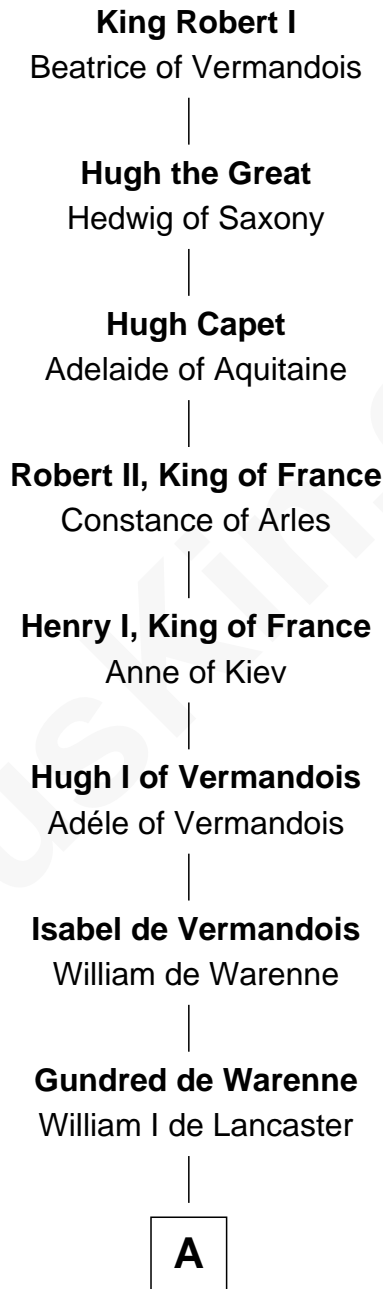 King Robert I
Beatrice of Vermandois
Hugh the Great
Hedwig of Saxony
Hugh Capet
Adelaide of Aquitaine
Robert II, King of France
Constance of Arles
Henry I, King of France
Anne of Kiev
Hugh I of Vermandois
Adéle of Vermandois
Isabel de Vermandois
William de Warenne
Gundred de Warenne
William I de Lancaster
A